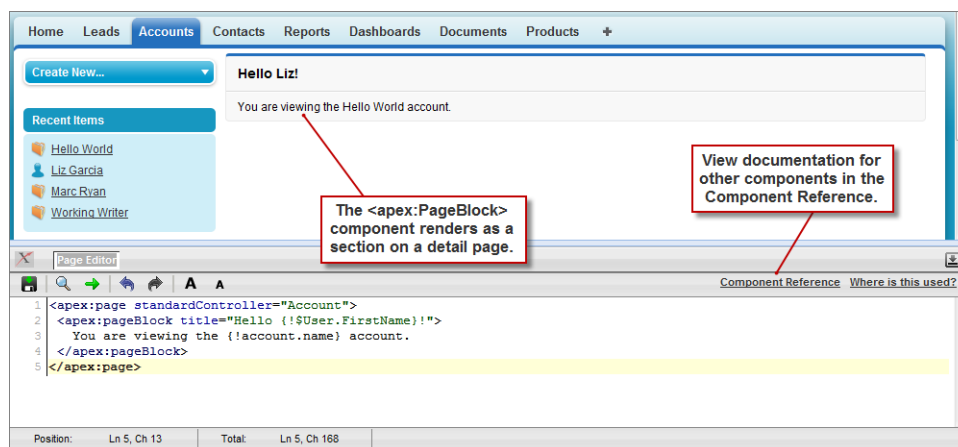 Home Leads Accounts Contacts Reports Dashboards Documents Products +
Create New...
Hello Liz!
You are viewing the Hello World account.
Recent Items
Hello World
Liz Garcia
Marc Ryan
Working Writer
The <apex:PageBlock>
component renders as a
section on a detail page.
View documentation for
other components in the
Component Reference.
Page Editor
A A Component Reference Where is this used?
1 <apex:page standardController="Account">
2 <apex:pageBlock title="Hello {!$User.FirstName}!">
3 You are viewing the {!account.name} account.
4 </apex:pageBlock>
5 </apex:page>
Position: Ln 5, Ch 13 Total: Ln 5, Ch 168